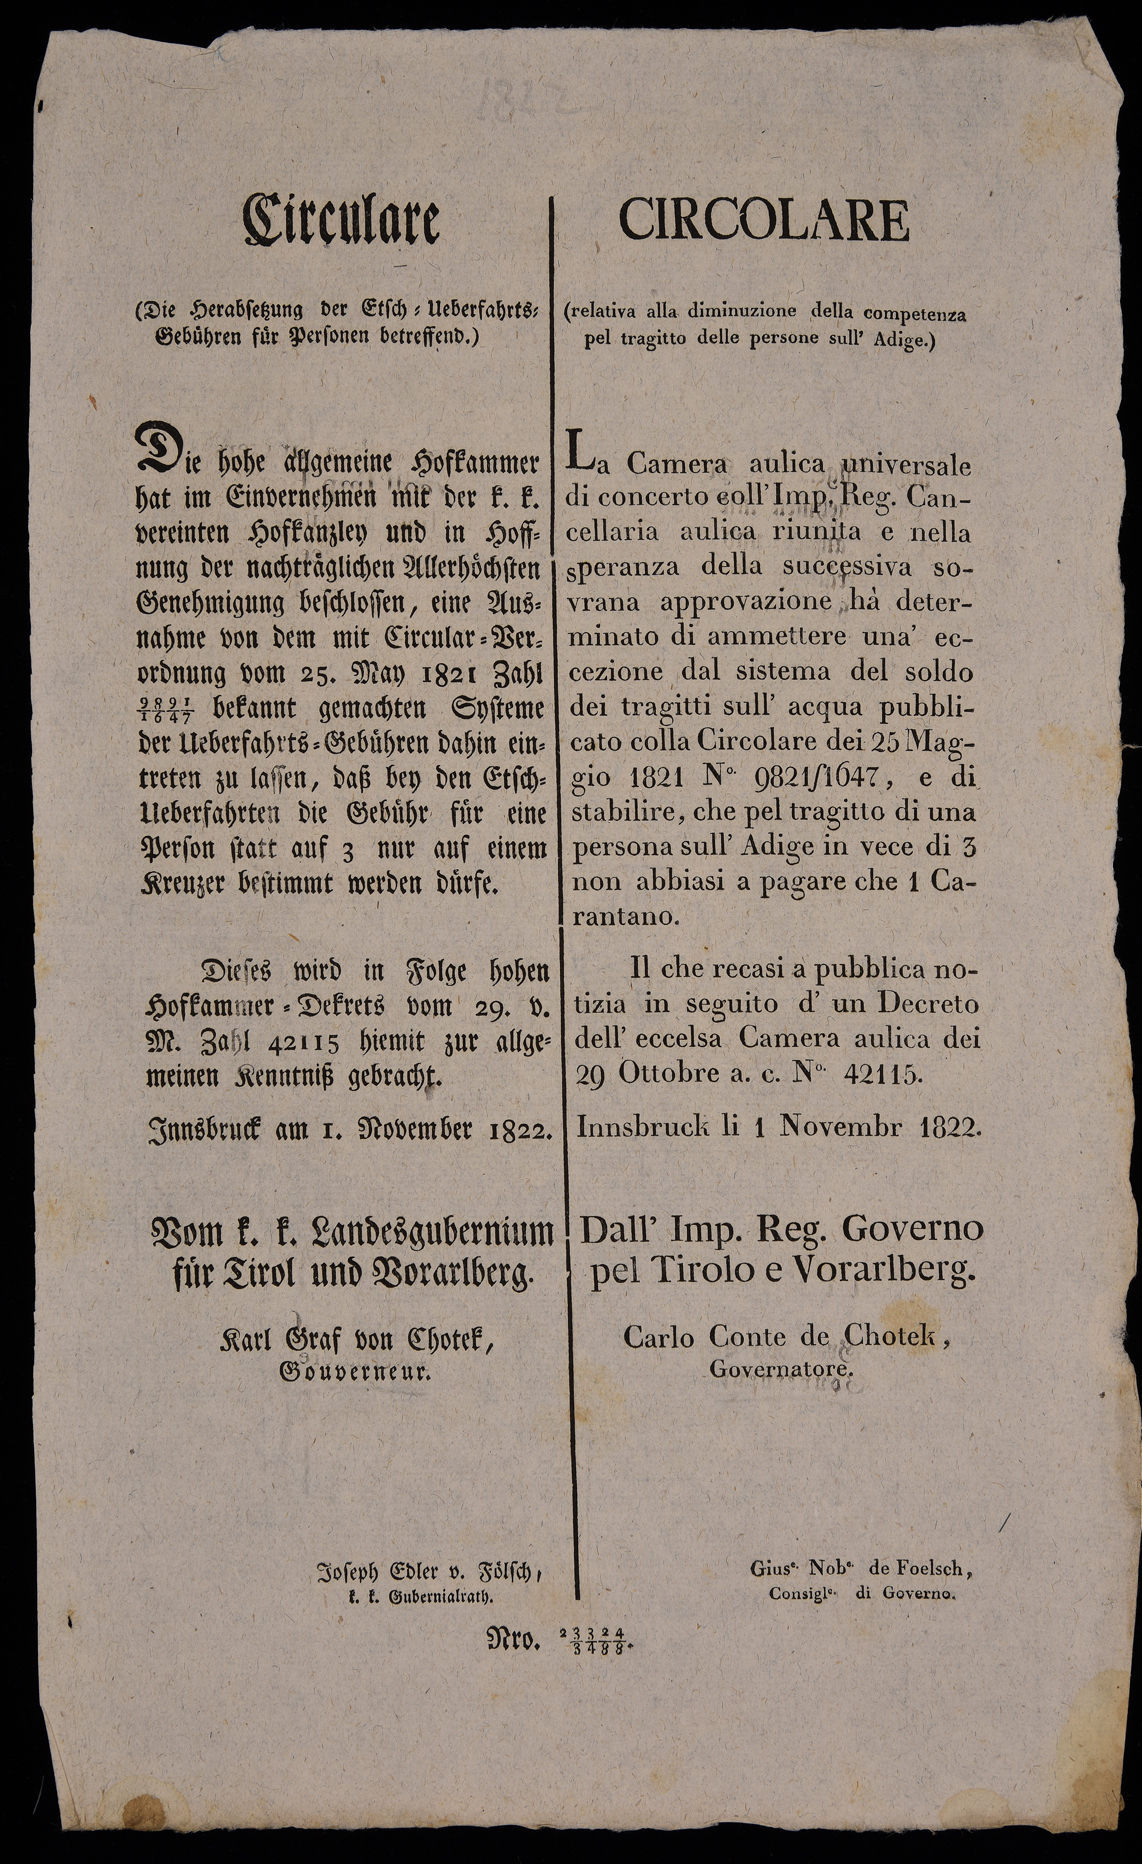 1822
Circulare
(Die Herabsetzung der Etsch-Ueberfahrts-
Gebühren für Personen betreffend.)
Die hohe allgemeine Hofkammer
hat im Einvernehmen mit der k. k.
vereinten Hofkanzley und in Hoff-
nung der nachträglichen Allerhöchsten
Genehmigung beschlossen, eine Aus-
nahme von dem mit Circular-Ver-
ordnung vom 25. May 1821 Zahl
9891/1647 bekannt gemachten Systeme
der Ueberfahrts-Gebühren dahin ein-
treten zu lassen, daß bey den Etsch-
Ueberfahrten die Gebühr für eine
Person statt auf 3 nur auf einem
Kreuzer bestimmt werden dürfe.
Dieses wird in Folge hohen
Hofkammer-Dekrets vom 29. v.
M. Zahl 42115 hiemit zur allge-
meinen Kenntniß gebracht.
Innsbruck am 1. November 1822.
Vom k. k. Landesgubernium
für Tirol und Vorarlberg.
Karl Graf von Chotek,
Gouverneur.
Joseph Edler v. Fölsch,
k. k. Gubernialrath.
CIRCOLARE
(relativa alla diminuzione della competenza
pel tragitto delle persone sull' Adige.)
La Camera aulica universale
di concerto coll' Imp. Reg. Can-
cellaria aulica riunita e nella
speranza della successiva so-
vrana approvazione hà deter-
minato di ammettere una' ec-
cezione dal sistema del soldo
dei tragitti sull' acqua pubbli-
cato colla Circolare dei 25 Mag-
gio 1821 No. 9821/1647, e di
stabilire, che pel tragitto di una
persona sull' Adige in vece di 3
non abbiasi a pagare che 1 Ca-
rantano.
Il che recasi a pubblica no-
tizia in seguito d' un Decreto
dell' eccelsa Camera aulica dei
29 Ottobre a. c. No. 42115.
Innsbruck li 1 Novembr 1822.
Dall' Imp. Reg. Governo
pel Tirolo e Vorarlberg.
Carlo Conte de Chotek,
Governatore.
Giuse. Nobe. de Foelsch,
Consigle. di Governo.
Nro. 23324/3488.